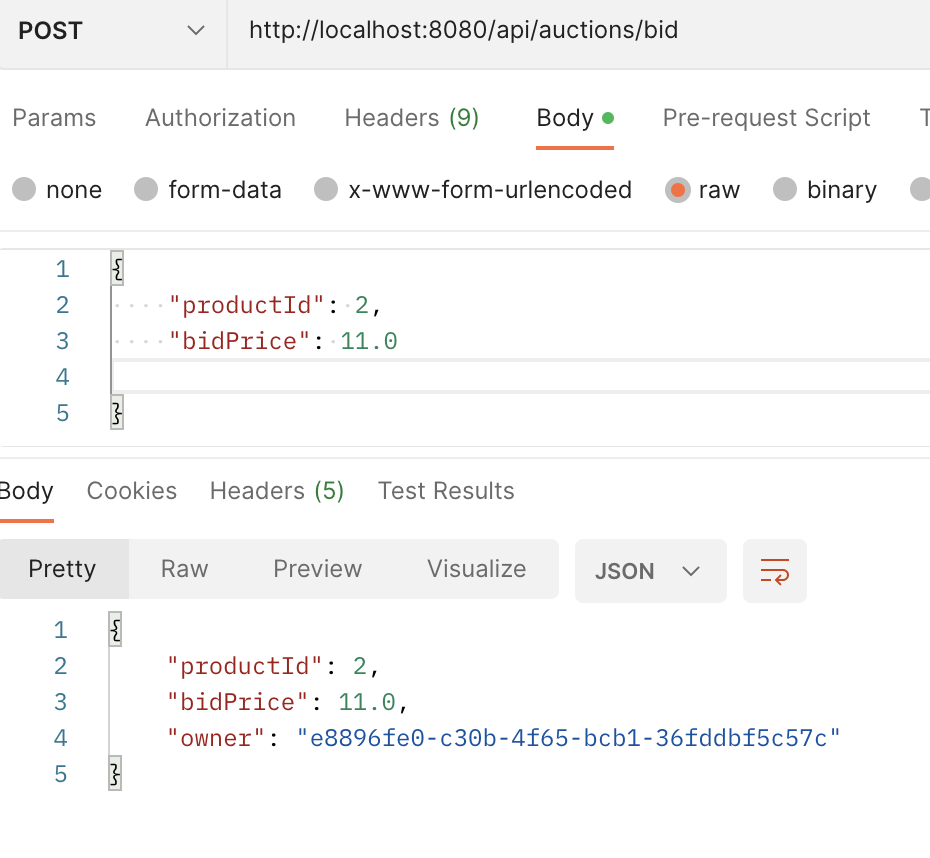 POST http://localhost:8080/api/auctions/bid
Params Authorization Headers (9) Body Pre-request Script T
none form-data x-www-form-urlencoded raw binary
1 {
2 "productId": 2,
3 "bidPrice": 11.0
4
5 }
Body Cookies Headers (5) Test Results
Pretty Raw Preview Visualize JSON
1 {
2 "productId": 2,
3 "bidPrice": 11.0,
4 "owner": "e8896fe0-c30b-4f65-bcb1-36fddbf5c57c"
5 }